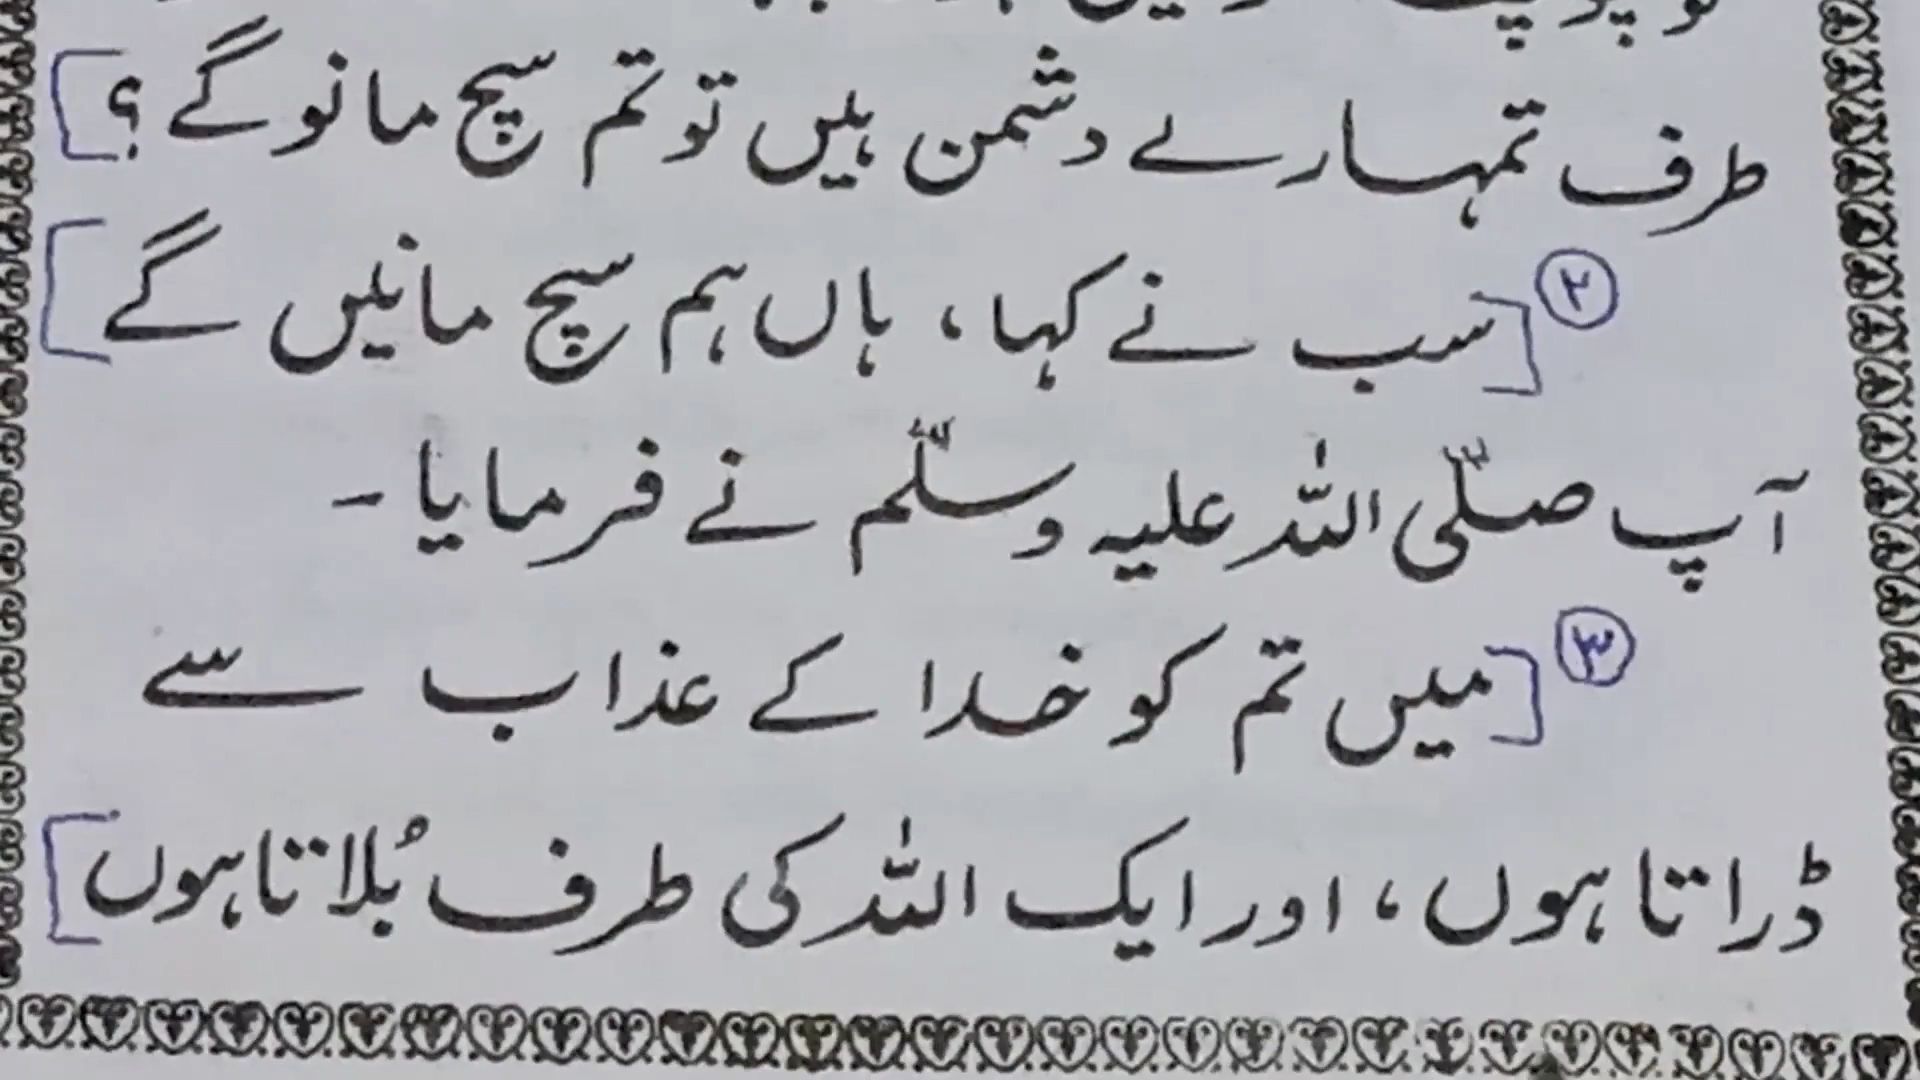 طرف تمہارے دشمن ہیں تو تم سچ مانو گے ؟]
۲ [سب نے کہا، ہاں ہم سچ مانیں گے]
آپ صلّی اللہ علیہ وسلّم نے فرمایا۔
۳ [میں تم کو خدا کے عذاب سے
ڈراتا ہوں، اور ایک اللہ کی طرف بُلاتا ہوں]